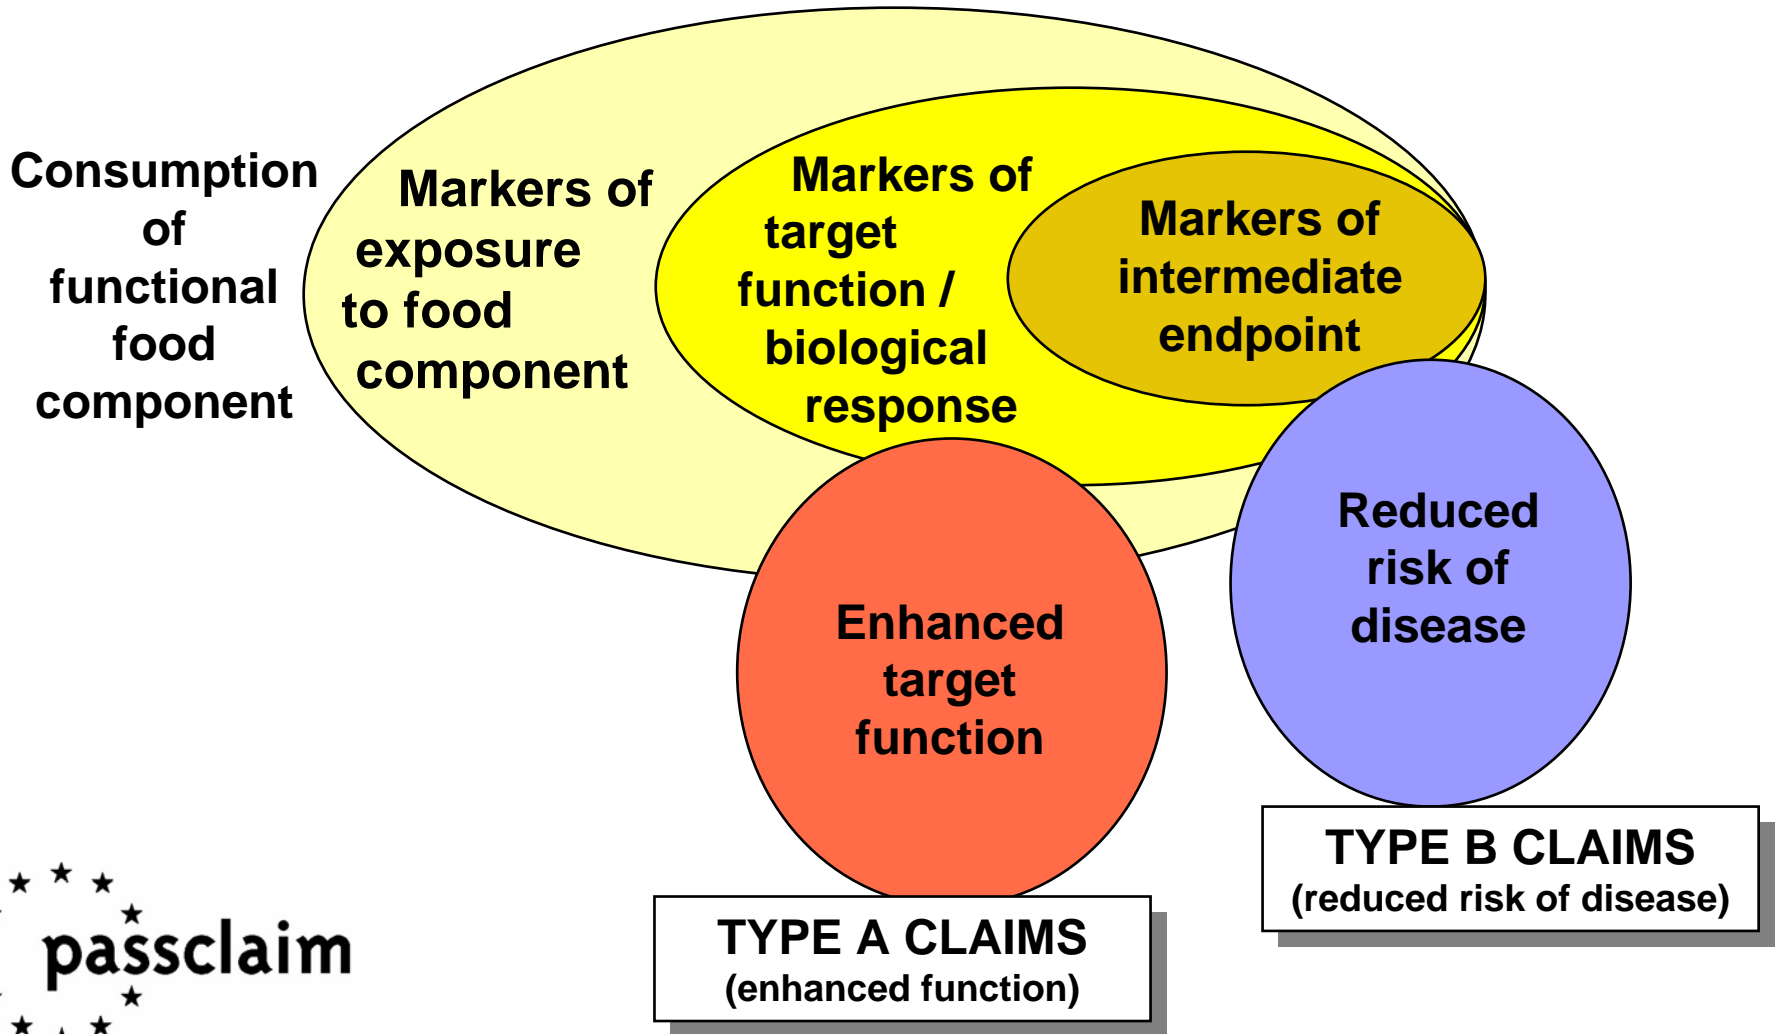 Consumption
of
functional
food
component
Markers of
exposure
to food
component
Markers of
target
function /
biological
response
Markers of
intermediate
endpoint
Enhanced
target
function
Reduced
risk of
disease
TYPE A CLAIMS
(enhanced function)
TYPE B CLAIMS
(reduced risk of disease)
passclaim